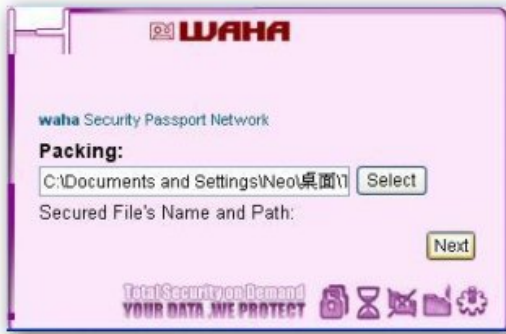 WAHA
waha Security Passport Network
Packing:
C:\Documents and Settings\Neo\桌面\1 Select
Secured File's Name and Path:
Next
Total Security on Demand
YOUR DATA ,WE PROTECT